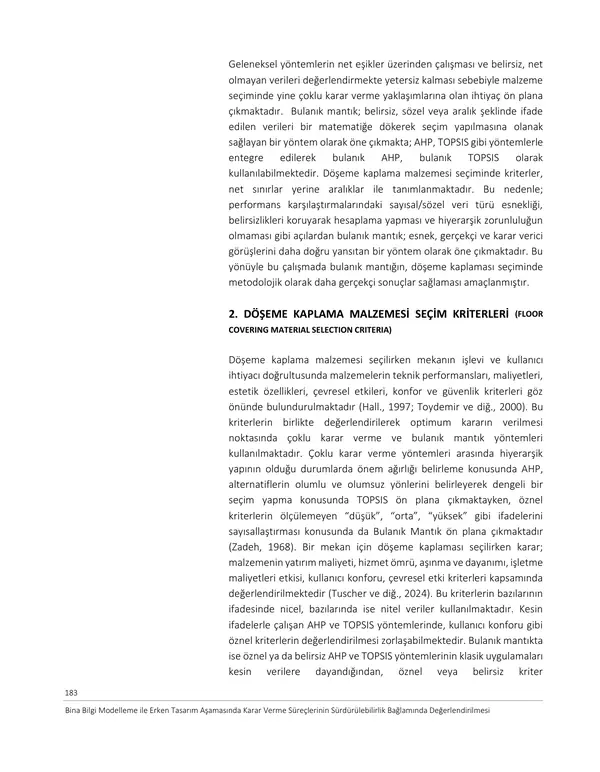 Geleneksel yöntemlerin net eşikler üzerinden çalışması ve belirsiz, net
olmayan verileri değerlendirmekte yetersiz kalması sebebiyle malzeme
seçiminde yine çoklu karar verme yaklaşımlarına olan ihtiyaç ön plana
çıkmaktadır. Bulanık mantık; belirsiz, sözel veya aralık şeklinde ifade
edilen verileri bir matematiğe dökerek seçim yapılmasına olanak
sağlayan bir yöntem olarak öne çıkmakta; AHP, TOPSIS gibi yöntemlerle
entegre edilerek bulanık AHP, bulanık TOPSIS olarak
kullanılabilmektedir. Döşeme kaplama malzemesi seçiminde kriterler,
net sınırlar yerine aralıklar ile tanımlanmaktadır. Bu nedenle;
performans karşılaştırmalarındaki sayısal/sözel veri türü esnekliği,
belirsizlikleri koruyarak hesaplama yapması ve hiyerarşik zorunluluğun
olmaması gibi açılardan bulanık mantık; esnek, gerçekçi ve karar verici
görüşlerini daha doğru yansıtan bir yöntem olarak öne çıkmaktadır. Bu
yönüyle bu çalışmada bulanık mantığın, döşeme kaplaması seçiminde
metodolojik olarak daha gerçekçi sonuçlar sağlaması amaçlanmıştır.
2. DÖŞEME KAPLAMA MALZEMESİ SEÇİM KRİTERLERİ (FLOOR
COVERING MATERIAL SELECTION CRITERIA)
Döşeme kaplama malzemesi seçilirken mekanın işlevi ve kullanıcı
ihtiyacı doğrultusunda malzemelerin teknik performansları, maliyetleri,
estetik özellikleri, çevresel etkileri, konfor ve güvenlik kriterleri göz
önünde bulundurulmaktadır (Hall., 1997; Toydemir ve diğ., 2000). Bu
kriterlerin birlikte değerlendirilerek optimum kararın verilmesi
noktasında çoklu karar verme ve bulanık mantık yöntemleri
kullanılmaktadır. Çoklu karar verme yöntemleri arasında hiyerarşik
yapının olduğu durumlarda önem ağırlığı belirleme konusunda AHP,
alternatiflerin olumlu ve olumsuz yönlerini belirleyerek dengeli bir
seçim yapma konusunda TOPSIS ön plana çıkmaktayken, öznel
kriterlerin ölçülemeyen “düşük”, “orta”, “yüksek” gibi ifadelerini
sayısallaştırması konusunda da Bulanık Mantık ön plana çıkmaktadır
(Zadeh, 1968). Bir mekan için döşeme kaplaması seçilirken karar;
malzemenin yatırım maliyeti, hizmet ömrü, aşınma ve dayanımı, işletme
maliyetleri etkisi, kullanıcı konforu, çevresel etki kriterleri kapsamında
değerlendirilmektedir (Tuscher ve diğ., 2024). Bu kriterlerin bazılarının
ifadesinde nicel, bazılarında ise nitel veriler kullanılmaktadır. Kesin
ifadelerle çalışan AHP ve TOPSIS yöntemlerinde, kullanıcı konforu gibi
öznel kriterlerin değerlendirilmesi zorlaşabilmektedir. Bulanık mantıkta
ise öznel ya da belirsiz AHP ve TOPSIS yöntemlerinin klasik uygulamaları
kesin verilere dayandığından, öznel veya belirsiz kriter
183
Bina Bilgi Modelleme ile Erken Tasarım Aşamasında Karar Verme Süreçlerinin Sürdürülebilirlik Bağlamında Değerlendirilmesi